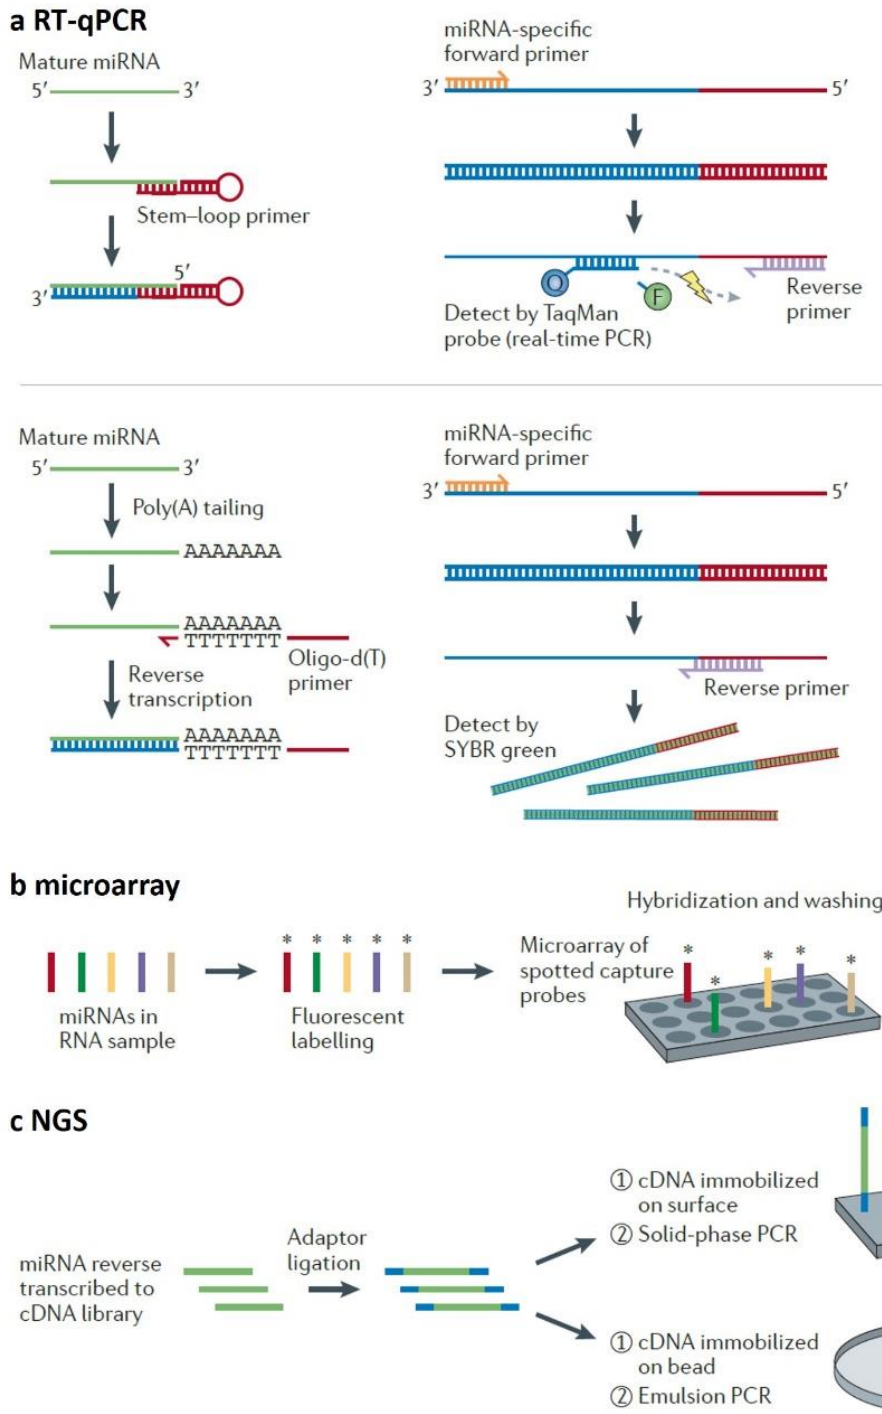 a RT-qPCR
Mature miRNA
5′ 3′
Stem–loop primer
5′
3′
miRNA-specific
forward primer
3′ 5′
Q
F
Detect by TaqMan
probe (real-time PCR)
Reverse
primer
Mature miRNA
5′ 3′
Poly(A) tailing
AAAAAAA
AAAAAAA
TTTTTTT
Oligo-d(T)
primer
Reverse
transcription
AAAAAAA
TTTTTTT
miRNA-specific
forward primer
3′ 5′
Reverse primer
Detect by
SYBR green
b microarray
miRNAs in
RNA sample
* * * * *
Fluorescent
labelling
Hybridization and washing
Microarray of
spotted capture
probes
* * * * *
c NGS
miRNA reverse
transcribed to
cDNA library
Adaptor
ligation
① cDNA immobilized
on surface
② Solid-phase PCR
① cDNA immobilized
on bead
② Emulsion PCR